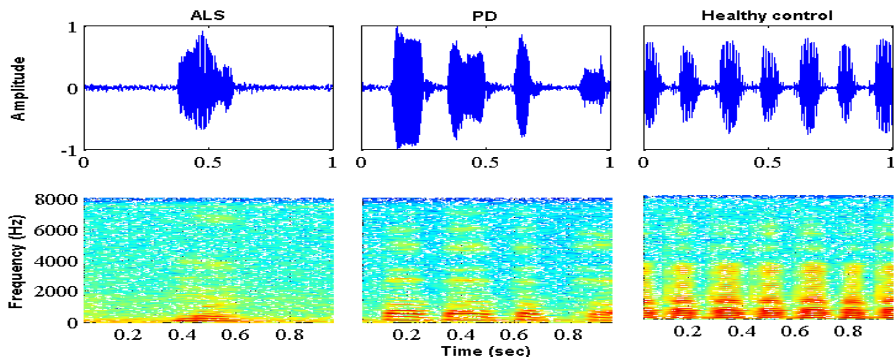 ALS PD Healthy control
Amplitude
1
0
-1
0 0.5 1 0 0.5 1 0 0.5 1
Frequency (Hz)
8000
6000
4000
2000
0
0.2 0.4 0.6 0.8 0.2 0.4 0.6 0.8 0.2 0.4 0.6 0.8
Time (sec)